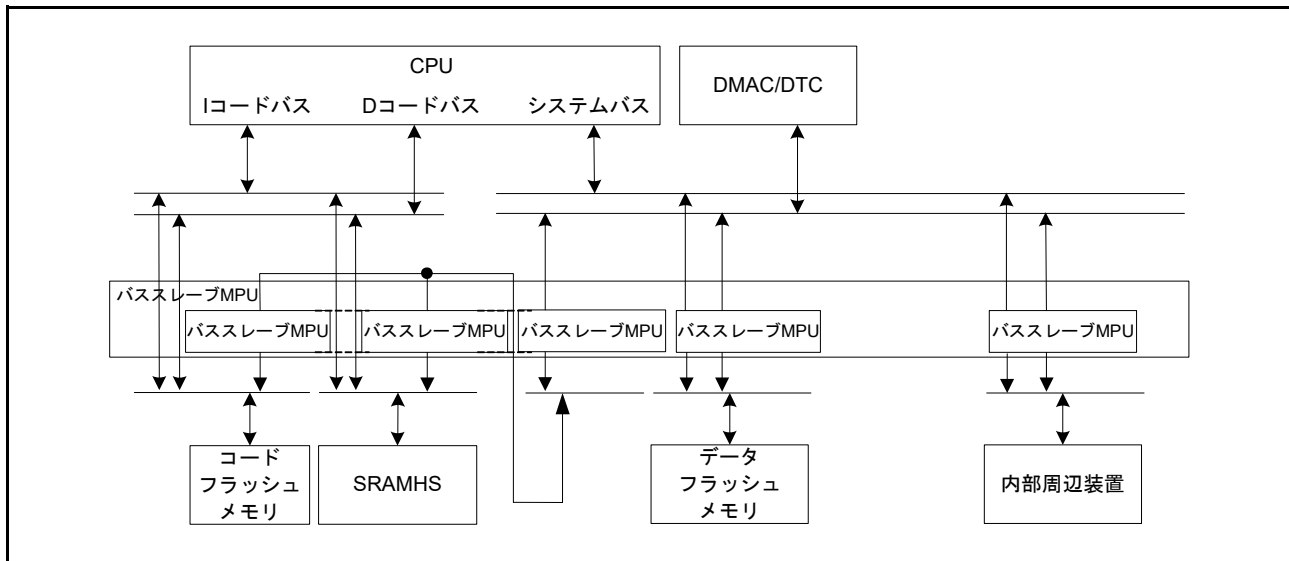 CPU
DMAC/DTC
Iコードバス
Dコードバス
システムバス
バススレーブMPU
バススレーブMPU
バススレーブMPU
バススレーブMPU
バススレーブMPU
バススレーブMPU
コード
フラッシュ
メモリ
SRAMHS
データ
フラッシュ
メモリ
内部周辺装置